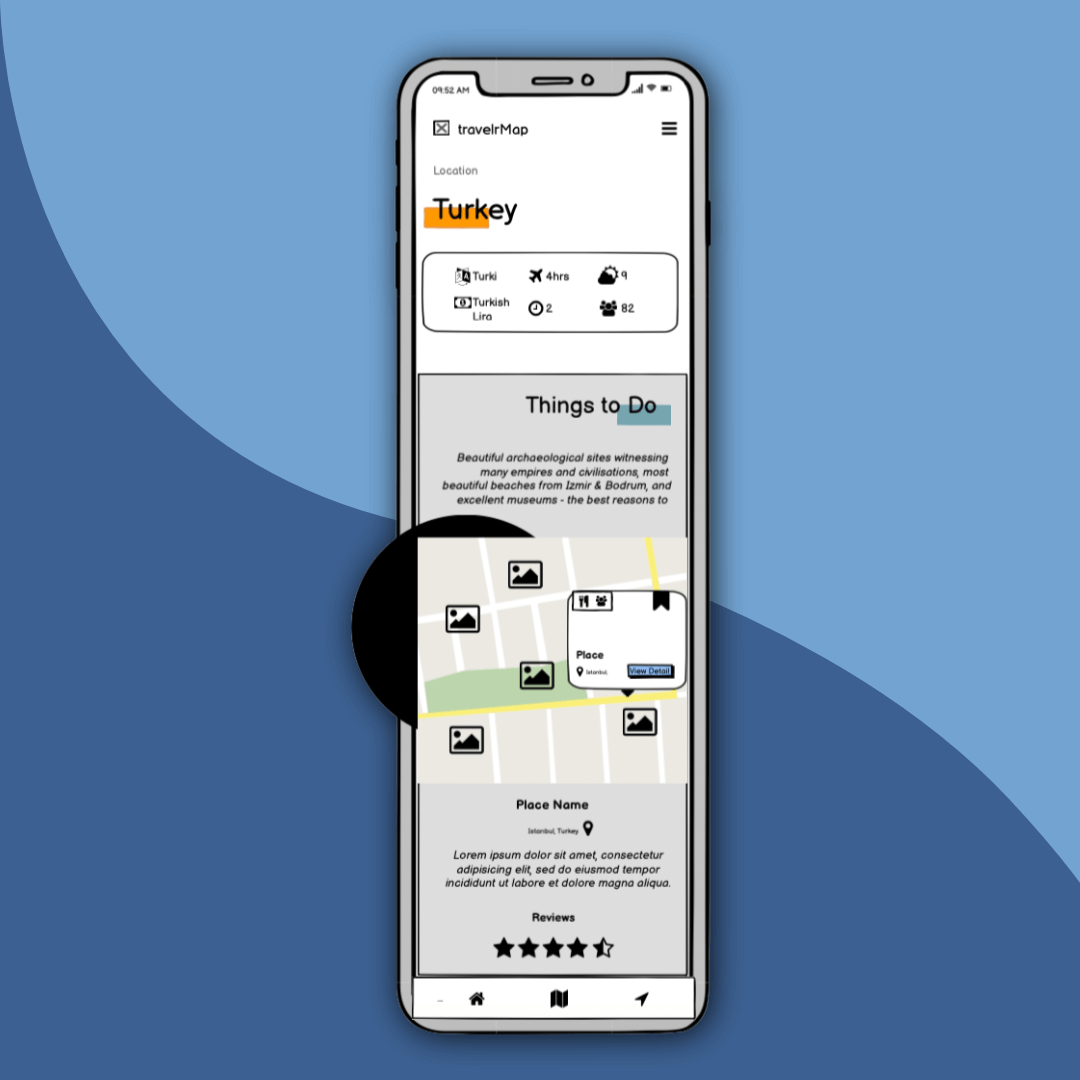 09:52 AM
travelrMap
Location
Turkey
Turki
4hrs
9
Turkish
Lira
2
82
Things to Do
Beautiful archaeological sites witnessing
many empires and civilisations, most
beautiful beaches from Izmir & Bodrum, and
excellent museums - the best reasons to
Place
Istanbul,
View Detail
Place Name
Istanbul, Turkey
Lorem ipsum dolor sit amet, consectetur
adipisicing elit, sed do eiusmod tempor
incididunt ut labore et dolore magna aliqua.
Reviews